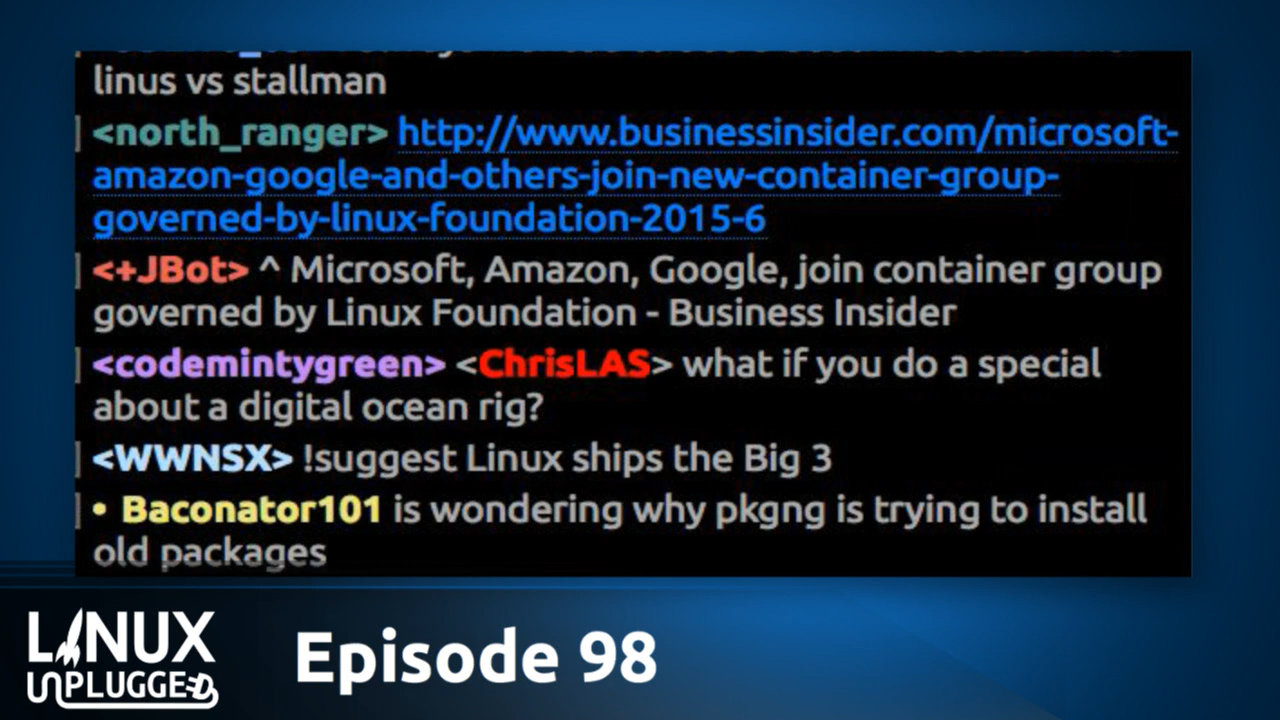 linus vs stallman
<north_ranger> http://www.businessinsider.com/microsoft-
amazon-google-and-others-join-new-container-group-
governed-by-linux-foundation-2015-6
<+JBot> ^ Microsoft, Amazon, Google, join container group
governed by Linux Foundation - Business Insider
<codemintygreen> <ChrisLAS> what if you do a special
about a digital ocean rig?
<WWNSX> !suggest Linux ships the Big 3
• Baconator101 is wondering why pkgng is trying to install
old packages
LINUX
UNPLUGGED
Episode 98